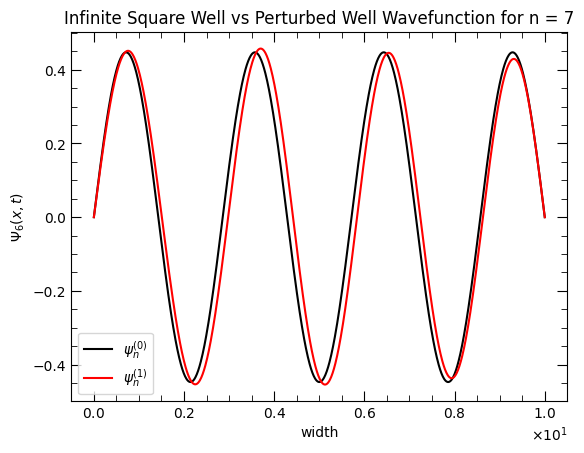 Infinite Square Well vs Perturbed Well Wavefunction for n = 7
Ψ₆(x, t)
0.4
0.2
0.0
−0.2
−0.4
ψₙ⁽⁰⁾
ψₙ⁽¹⁾
0.0 0.2 0.4 0.6 0.8 1.0
width
×10¹